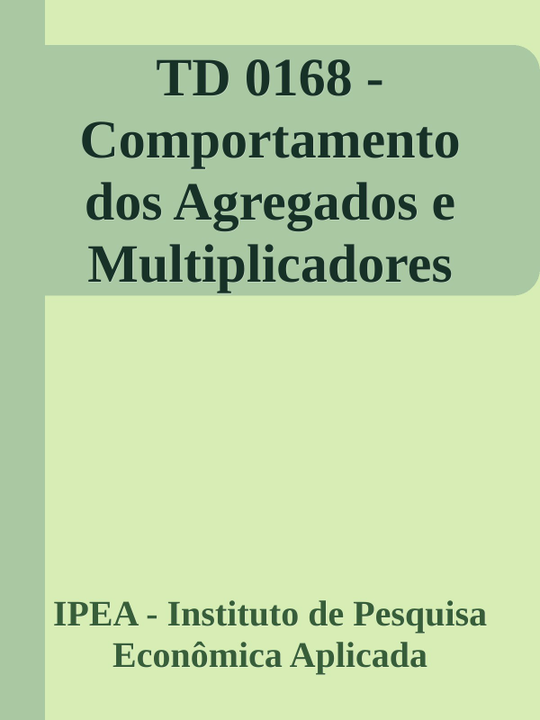 TD 0168 -
Comportamento
dos Agregados e
Multiplicadores
IPEA - Instituto de Pesquisa
Econômica Aplicada